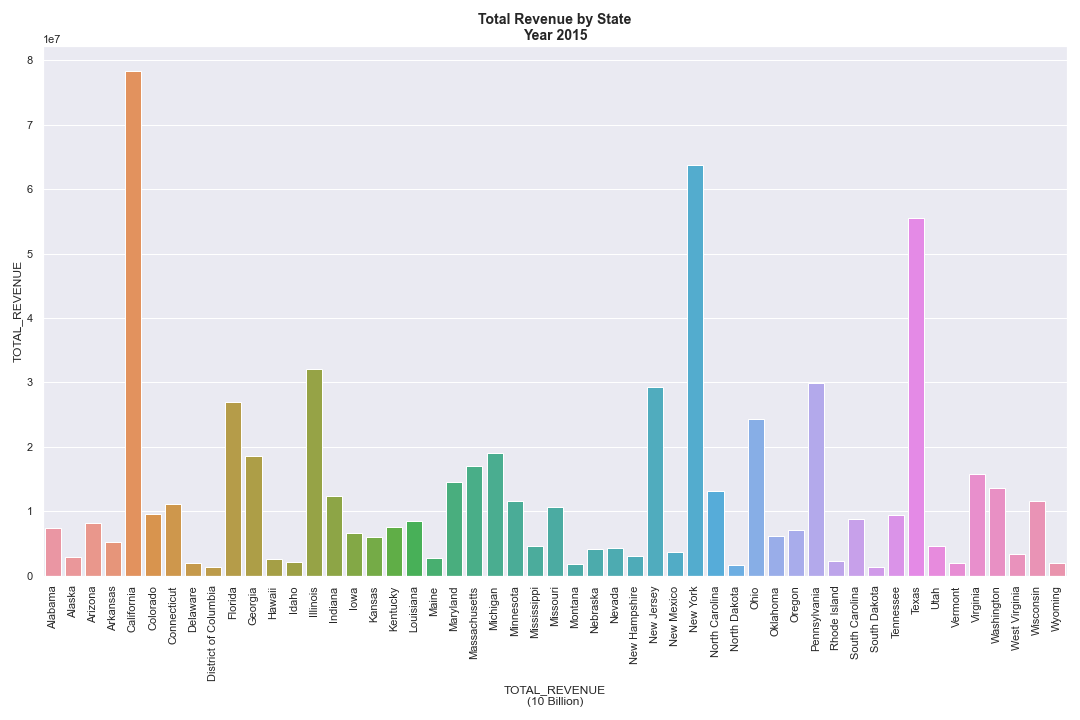 Total Revenue by State
Year 2015
1e7
8
7
6
5
4
3
2
1
0
TOTAL_REVENUE
Alabama
Alaska
Arizona
Arkansas
California
Colorado
Connecticut
Delaware
District of Columbia
Florida
Georgia
Hawaii
Idaho
Illinois
Indiana
Iowa
Kansas
Kentucky
Louisiana
Maine
Maryland
Massachusetts
Michigan
Minnesota
Mississippi
Missouri
Montana
Nebraska
Nevada
New Hampshire
New Jersey
New Mexico
New York
North Carolina
North Dakota
Ohio
Oklahoma
Oregon
Pennsylvania
Rhode Island
South Carolina
South Dakota
Tennessee
Texas
Utah
Vermont
Virginia
Washington
West Virginia
Wisconsin
Wyoming
TOTAL_REVENUE
(10 Billion)